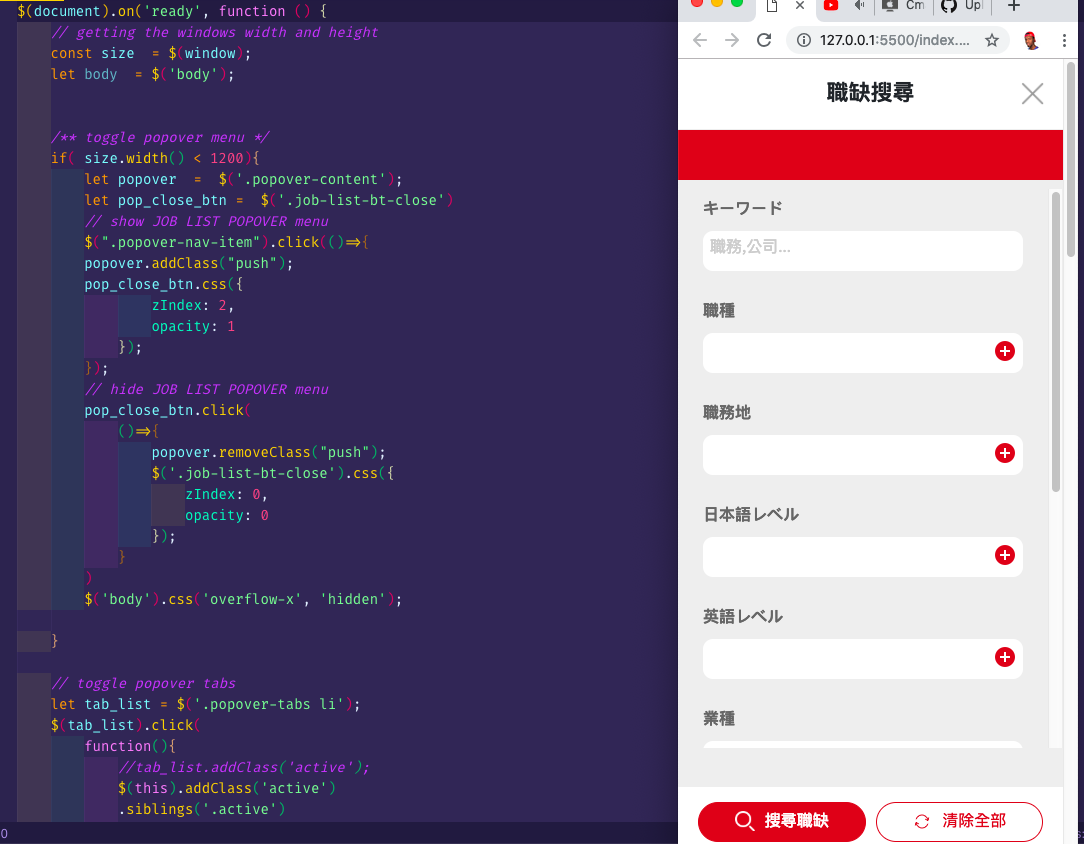 $(document).on('ready', function () {
// getting the windows width and height
const size  = $(window);
let body  = $('body');
/** toggle popover menu */
if( size.width() < 1200){
let popover  =  $('.popover-content');
let pop_close_btn =  $('.job-list-bt-close')
// show JOB LIST POPOVER menu
$(".popover-nav-item").click(()=>{
popover.addClass("push");
pop_close_btn.css({
zIndex: 2,
opacity: 1
});
});
// hide JOB LIST POPOVER menu
pop_close_btn.click(
()=>{
popover.removeClass("push");
$('.job-list-bt-close').css({
zIndex: 0,
opacity: 0
});
}
)
$('body').css('overflow-x', 'hidden');
}
// toggle popover tabs
let tab_list = $('.popover-tabs li');
$(tab_list).click(
function(){
//tab_list.addClass('active');
$(this).addClass('active')
.siblings('.active')
0
Cm
Up
127.0.0.1:5500/index....
職缺搜尋
キーワード
職務,公司...
職種
職務地
日本語レベル
英語レベル
業種
搜尋職缺
清除全部